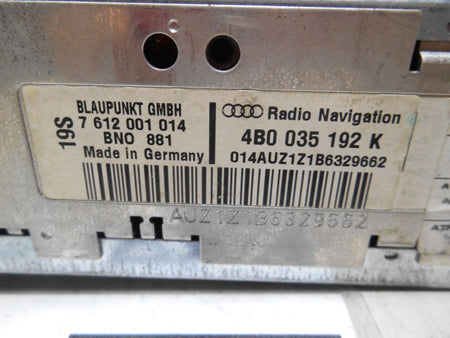 19S
BLAUPUNKT GMBH
7 612 001 014
BNO 881
Made in Germany
Radio Navigation
4B0 035 192 K
014AUZ1Z1B6329662
AUZ1Z1B6329662